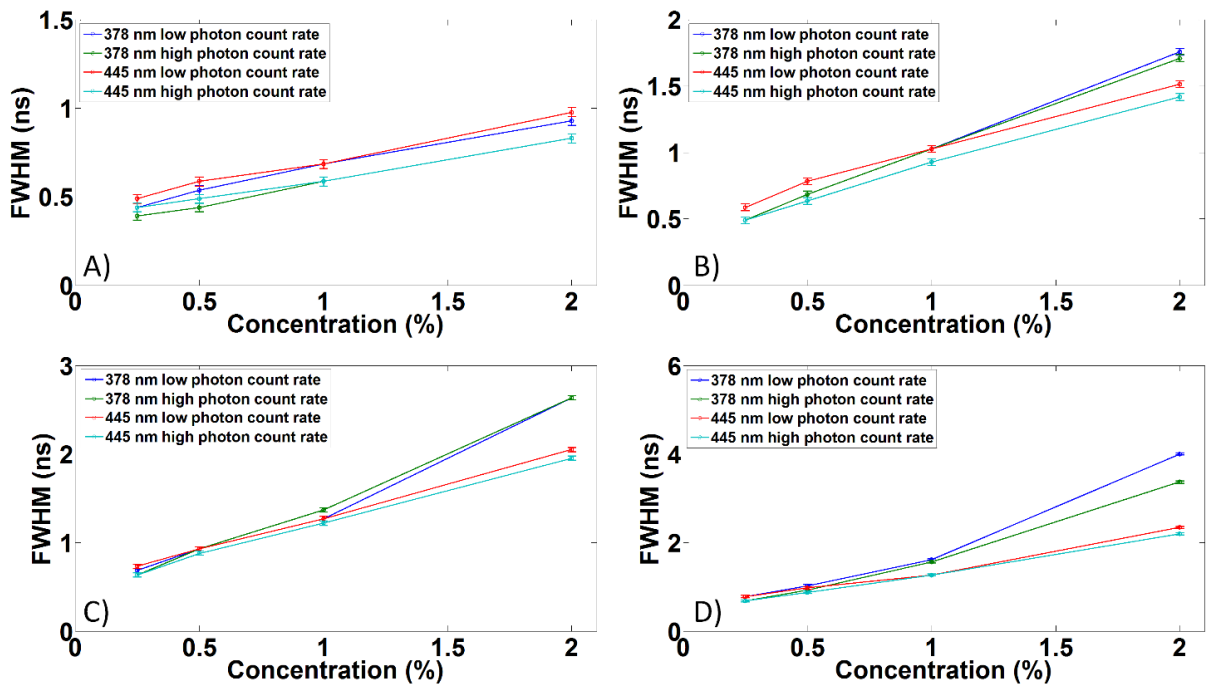 1.5
378 nm low photon count rate
378 nm high photon count rate
445 nm low photon count rate
445 nm high photon count rate
1
FWHM (ns)
0.5
A)
0
0 0.5 1 1.5 2
Concentration (%)
2
378 nm low photon count rate
378 nm high photon count rate
445 nm low photon count rate
445 nm high photon count rate
1.5
FWHM (ns)
1
0.5
B)
0
0 0.5 1 1.5 2
Concentration (%)
3
378 nm low photon count rate
378 nm high photon count rate
445 nm low photon count rate
445 nm high photon count rate
2
FWHM (ns)
1
C)
0
0 0.5 1 1.5 2
Concentration (%)
6
378 nm low photon count rate
378 nm high photon count rate
445 nm low photon count rate
445 nm high photon count rate
4
FWHM (ns)
2
D)
0
0 0.5 1 1.5 2
Concentration (%)